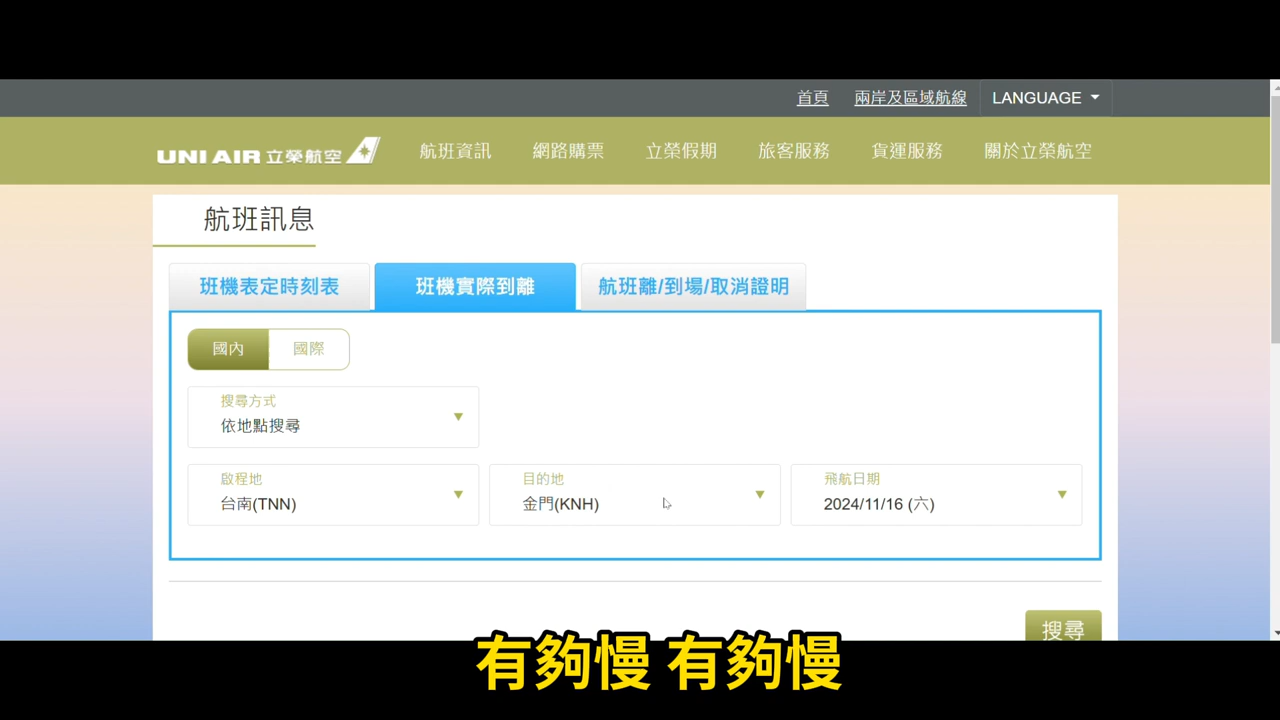 首頁 兩岸及區域航線 LANGUAGE
UNI AIR 立榮航空 航班資訊 網路購票 立榮假期 旅客服務 貨運服務 關於立榮航空
航班訊息
班機表定時刻表 班機實際到離 航班離/到場/取消證明
國內 國際
搜尋方式
依地點搜尋
啟程地 目的地 飛航日期
台南(TNN) 金門(KNH) 2024/11/16 (六)
搜尋
有夠慢 有夠慢